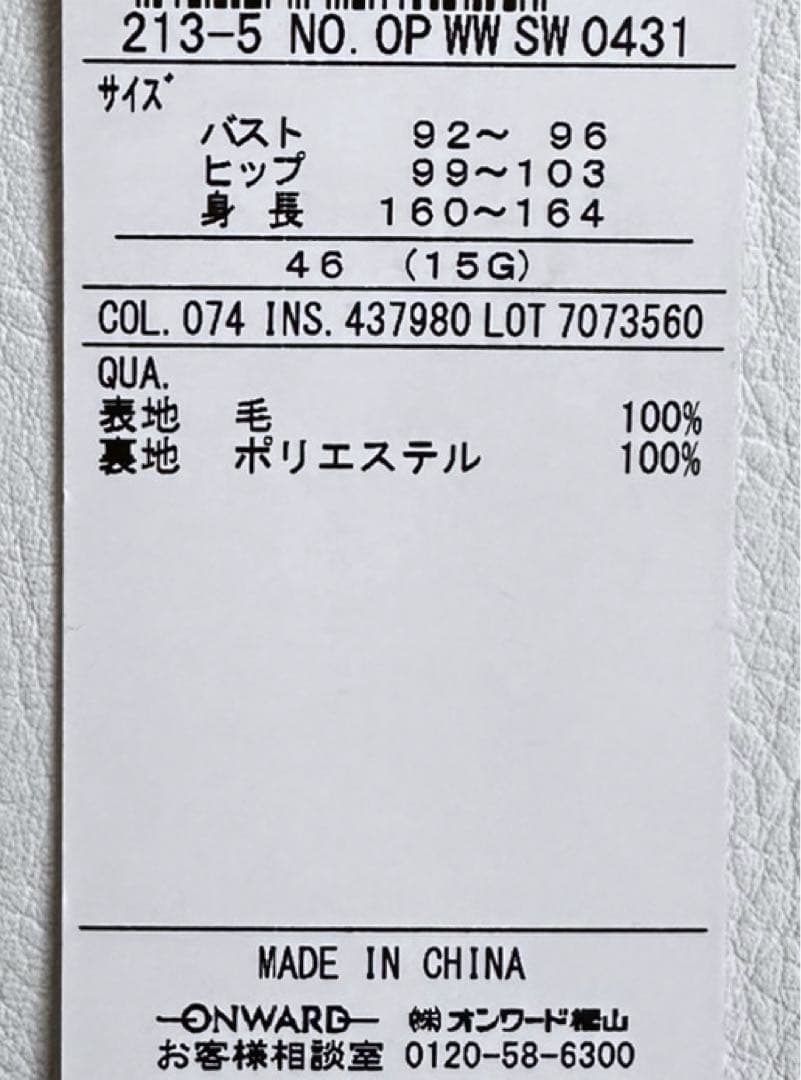 213-5 NO. OP WW SW 0431
サイズ
バスト 92〜 96
ヒップ 99〜103
身 長 160〜164
46 (15G)
COL. 074 INS. 437980 LOT 7073560
QUA.
表地 毛 100%
裏地 ポリエステル 100%
MADE IN CHINA
ONWARD ㈱オンワード樫山
お客様相談室 0120-58-6300